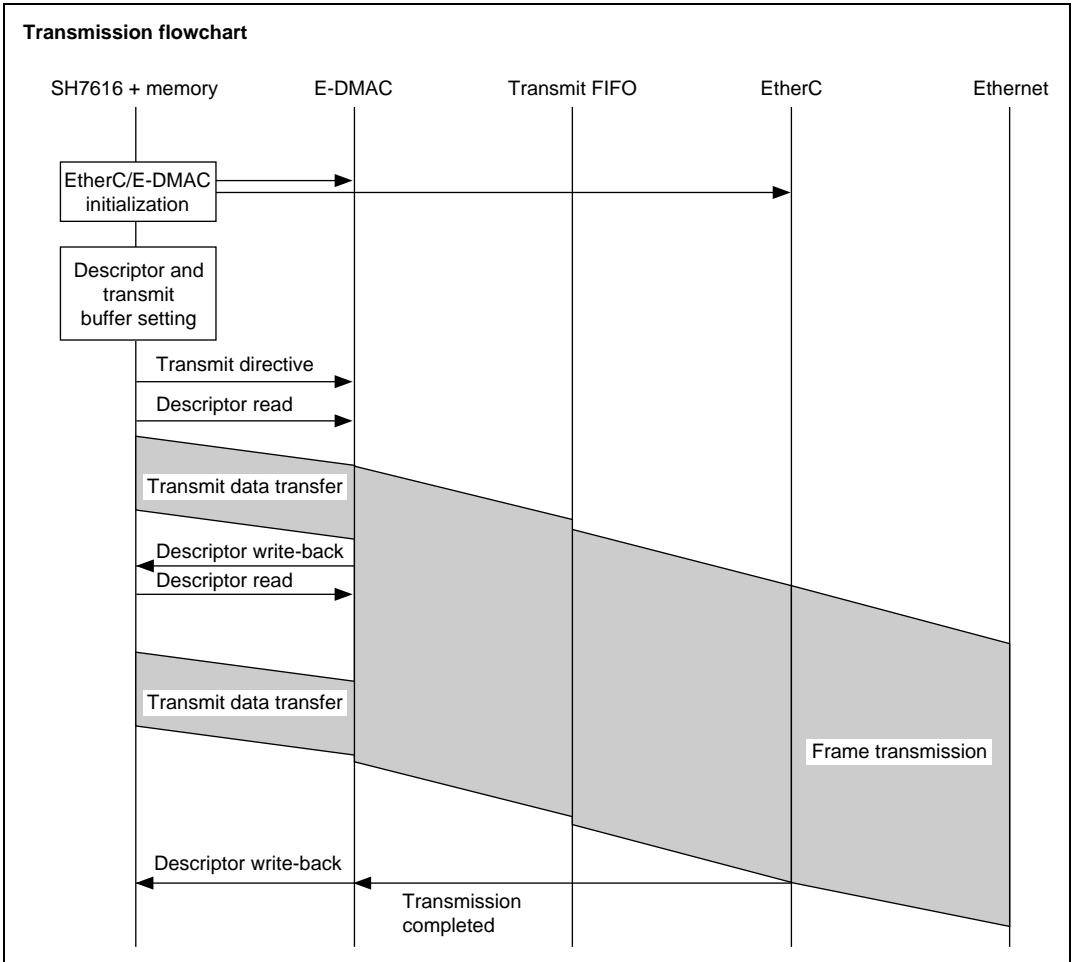 Transmission flowchart
SH7616 + memory
E-DMAC
Transmit FIFO
EtherC
Ethernet
EtherC/E-DMAC
initialization
Descriptor and
transmit
buffer setting
Transmit directive
Descriptor read
Transmit data transfer
Descriptor write-back
Descriptor read
Transmit data transfer
Frame transmission
Descriptor write-back
Transmission
completed